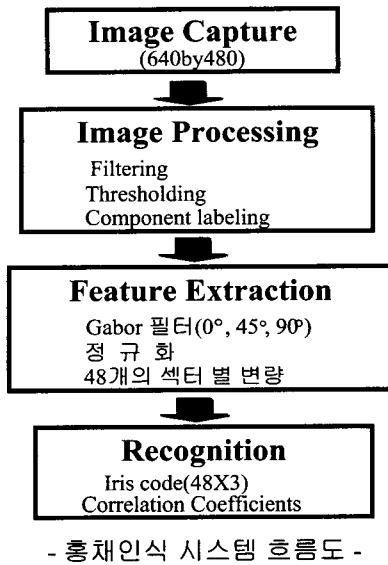 Image Capture
(640by480)
Image Processing
Filtering
Thresholding
Component labeling
Feature Extraction
Gabor 필터(0°, 45°, 90°)
정 규 화
48개의 섹터 별 변량
Recognition
Iris code(48X3)
Correlation Coefficients
- 홍채인식 시스템 흐름도 -